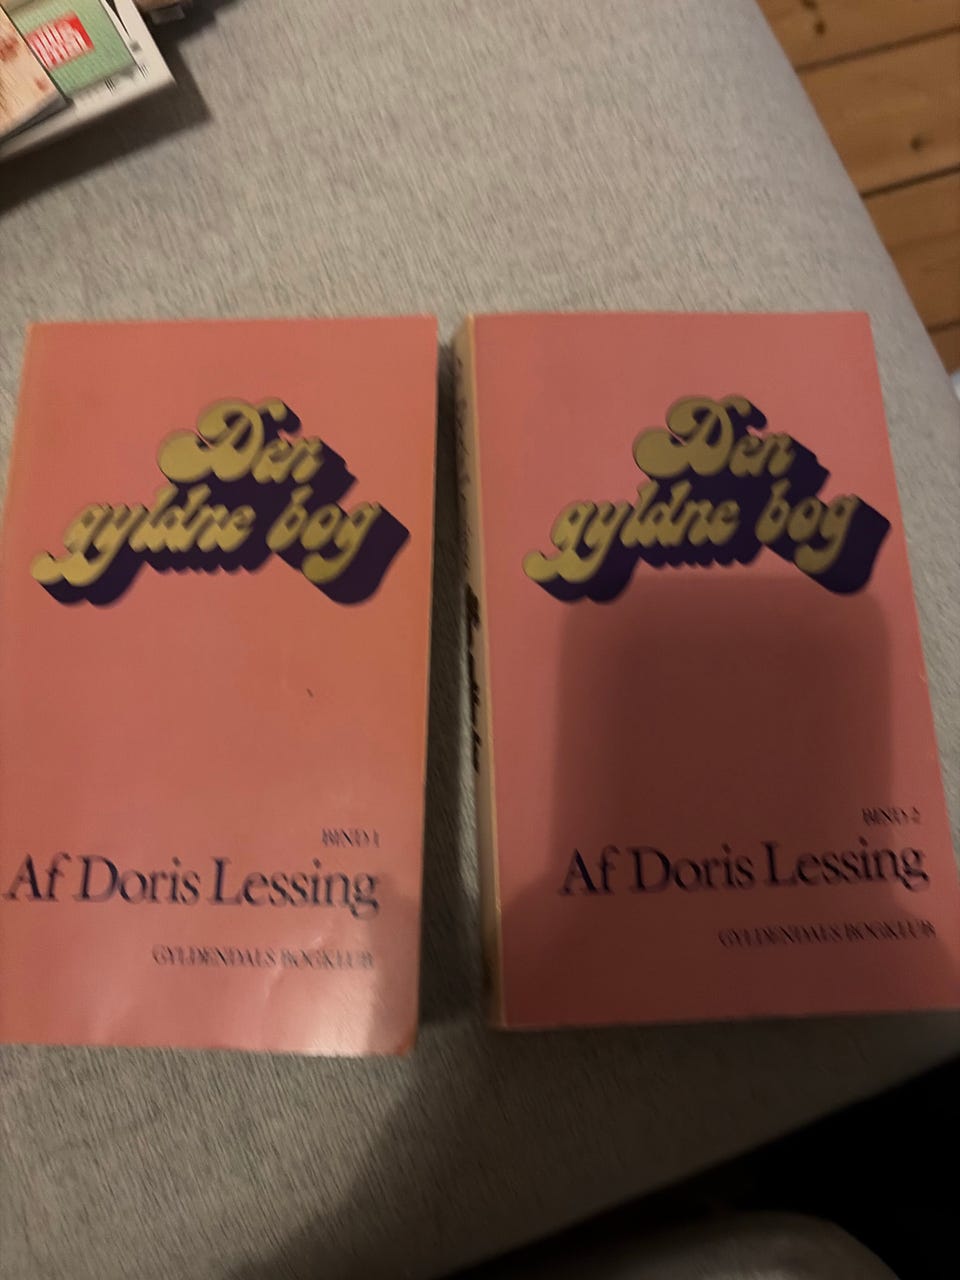 Den
gyldne bog
BIND 1
Af Doris Lessing
GYLDENDALS BOGKLUB
Den
gyldne bog
BIND 2
Af Doris Lessing
GYLDENDALS BOGKLUB